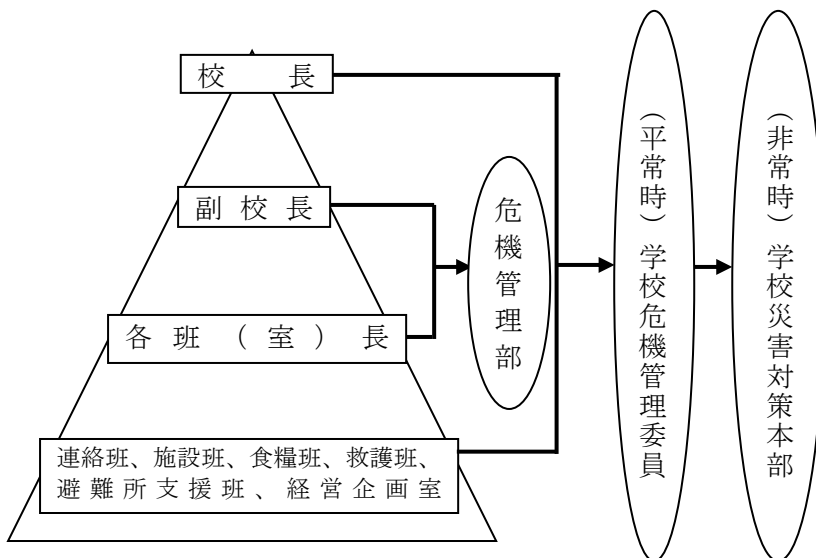 校長
副校長
各班（室）長
連絡班、施設班、食糧班、救護班、
避難所支援班、経営企画室
危機管理部
（平常時）学校危機管理委員
（非常時）学校災害対策本部